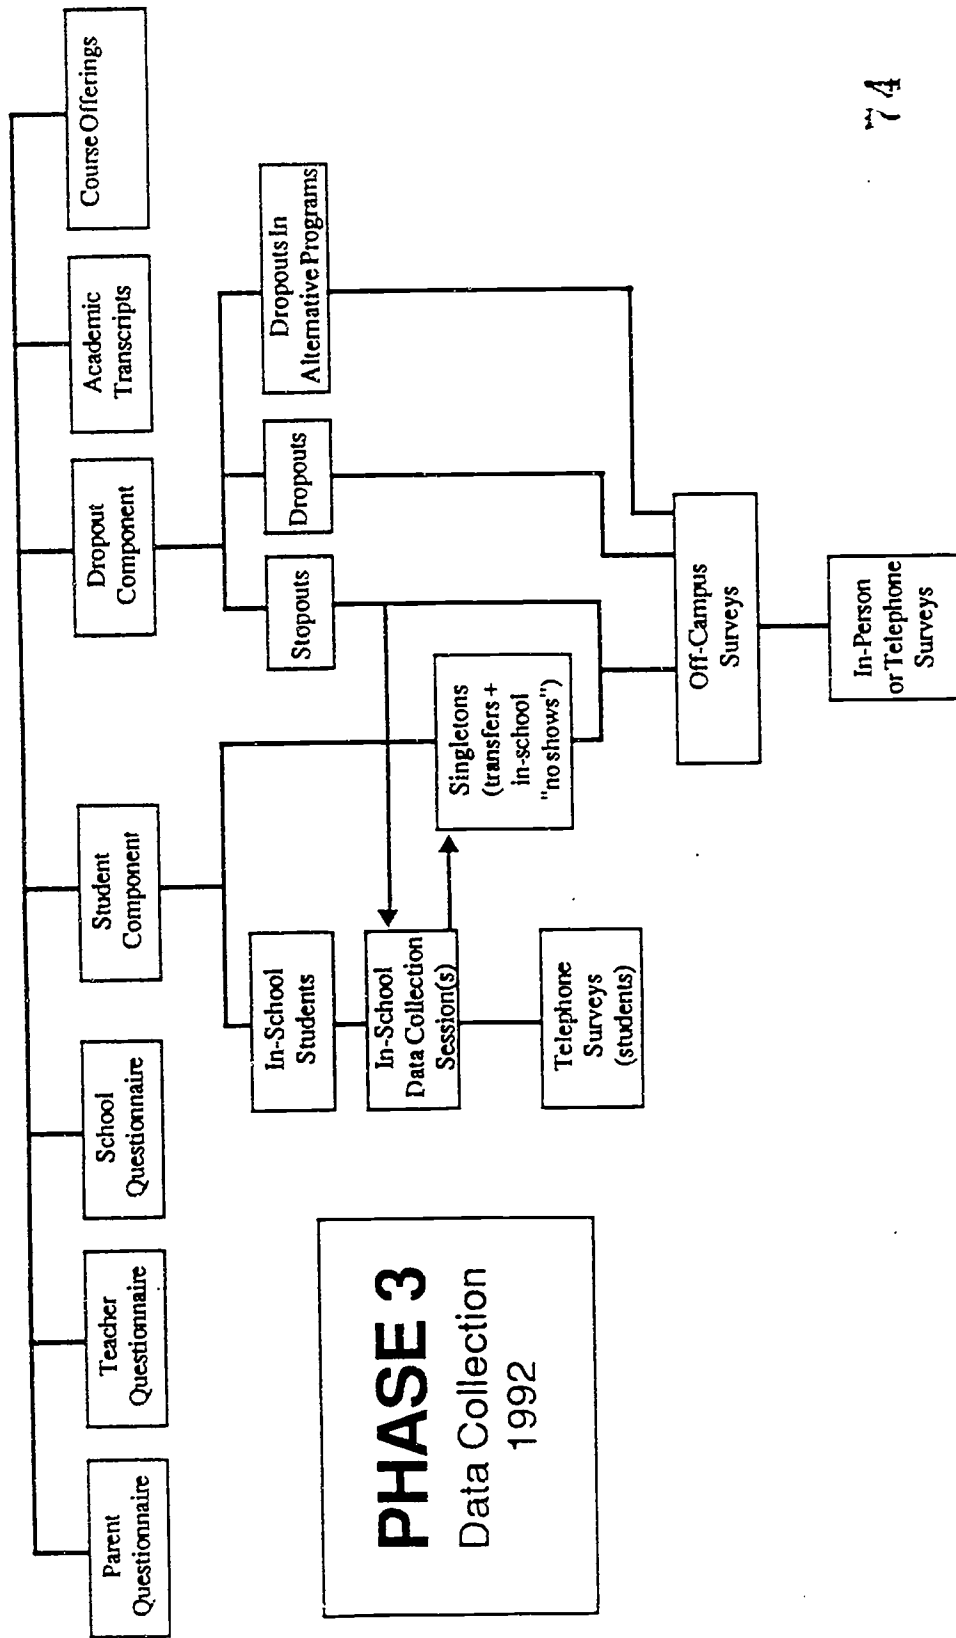 Parent
Questionnaire
Teacher
Questionnaire
School
Questionnaire
Student
Component
Dropout
Component
Academic
Transcripts
Course Offerings
In-School
Students
Stopouts
Dropouts
Dropouts In
Alternative Programs
In-School
Data Collection
Session(s)
Singletons
(transfers +
in-school
"no shows")
Telephone
Surveys
(students)
Off-Campus
Surveys
In-Person
or Telephone
Surveys
PHASE 3
Data Collection
1992
74